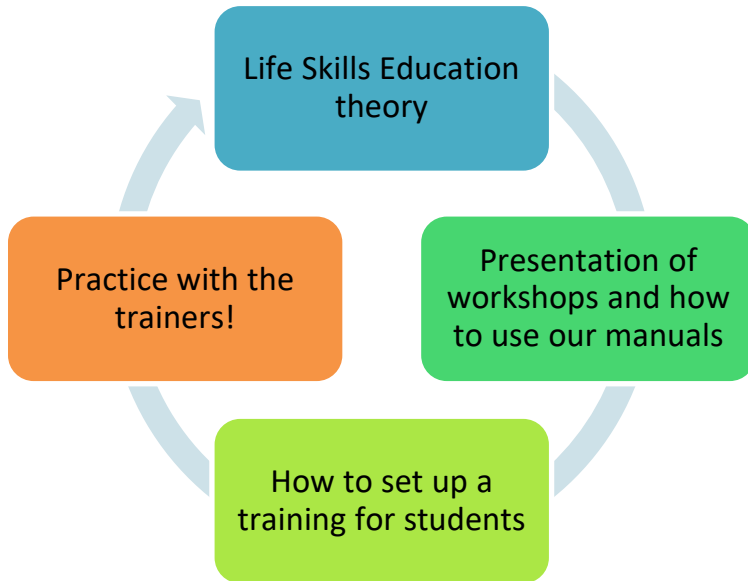 Life Skills Education
theory
Presentation of
workshops and how
to use our manuals
How to set up a
training for students
Practice with the
trainers!